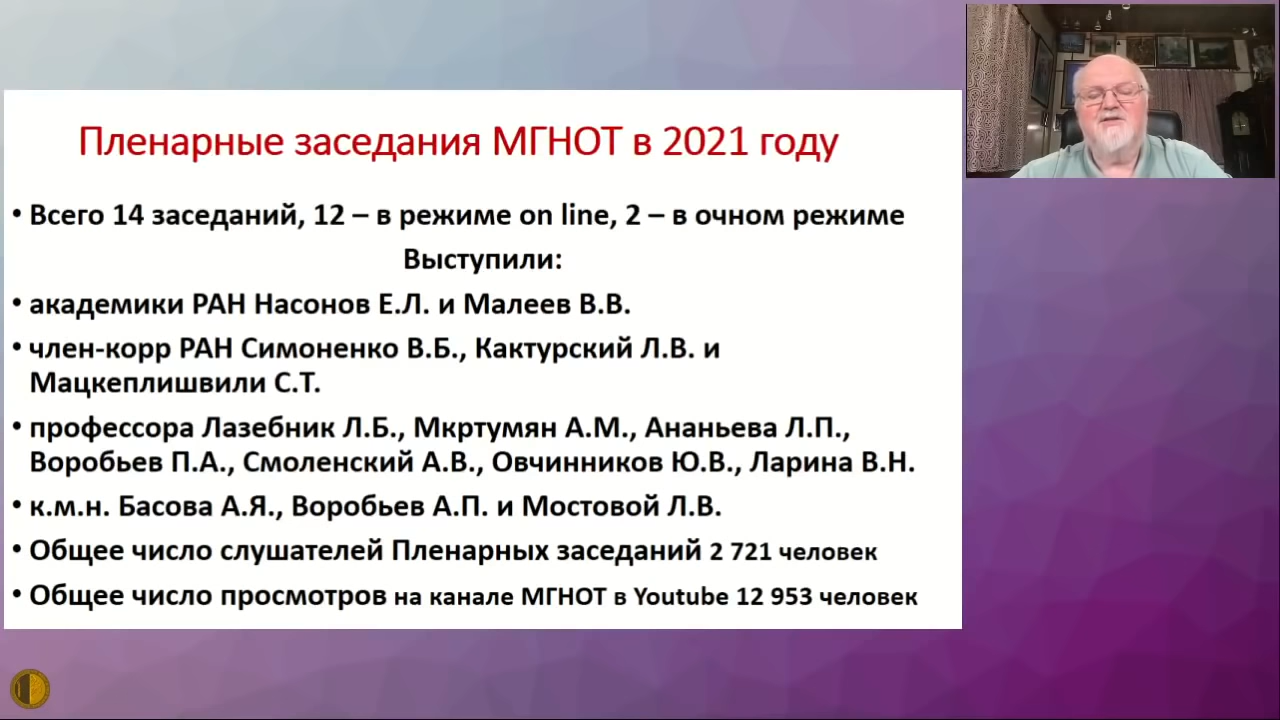 Пленарные заседания МГНОТ в 2021 году
• Всего 14 заседаний, 12 – в режиме on line, 2 – в очном режиме
Выступили:
• академики РАН Насонов Е.Л. и Малеев В.В.
• член-корр РАН Симоненко В.Б., Кактурский Л.В. и
Мацкеплишвили С.Т.
• профессора Лазебник Л.Б., Мкртумян А.М., Ананьева Л.П.,
Воробьев П.А., Смоленский А.В., Овчинников Ю.В., Ларина В.Н.
• к.м.н. Басова А.Я., Воробьев А.П. и Мостовой Л.В.
• Общее число слушателей Пленарных заседаний 2 721 человек
• Общее число просмотров на канале МГНОТ в Youtube 12 953 человек